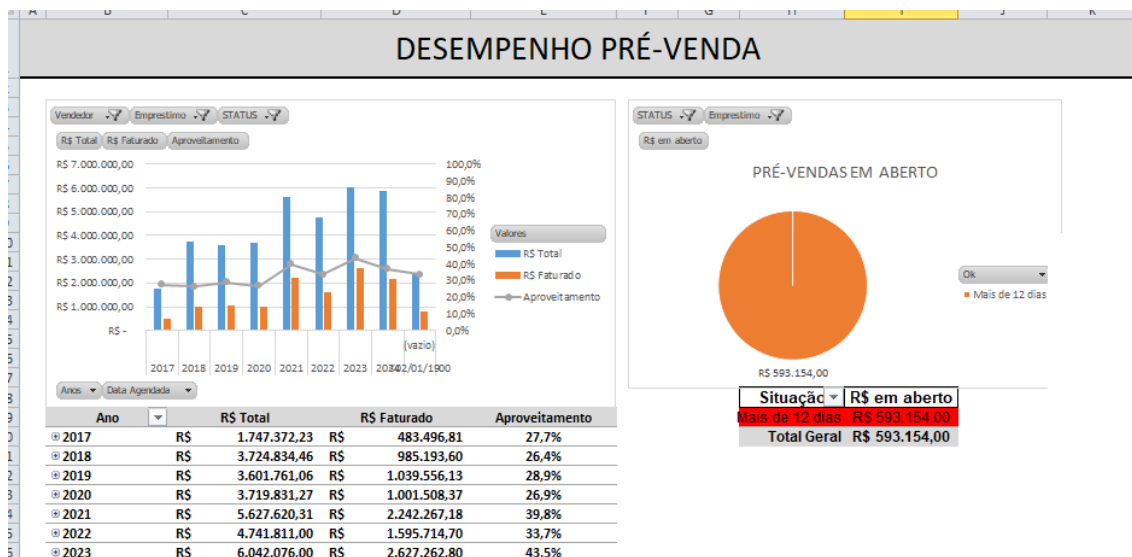 A B C D E F G H I J K
DESEMPENHO PRÉ-VENDA
Vendedor Emprestimo STATUS
R$ Total R$ Faturado Aproveitamento
R$ 7.000.000,00
R$ 6.000.000,00
R$ 5.000.000,00
R$ 4.000.000,00
R$ 3.000.000,00
R$ 2.000.000,00
R$ 1.000.000,00
R$ -
100,0%
90,0%
80,0%
70,0%
60,0%
50,0%
40,0%
30,0%
20,0%
10,0%
0,0%
(vazio)
2017 2018 2019 2020 2021 2022 2023 2024 02/01/1900
Valores
R$ Total
R$ Faturado
Aproveitamento
Anos Data Agendada
STATUS Emprestimo
R$ em aberto
PRÉ-VENDAS EM ABERTO
R$ 593.154,00
Ok
Mais de 12 dias
Situação R$ em aberto
Mais de 12 dias R$ 593.154,00
Total Geral R$ 593.154,00
Ano R$ Total R$ Faturado Aproveitamento
2017 R$ 1.747.372,23 R$ 483.496,81 27,7%
2018 R$ 3.724.834,46 R$ 985.193,60 26,4%
2019 R$ 3.601.761,06 R$ 1.039.556,13 28,9%
2020 R$ 3.719.831,27 R$ 1.001.508,37 26,9%
2021 R$ 5.627.620,31 R$ 2.242.267,18 39,8%
2022 R$ 4.741.811,00 R$ 1.595.714,70 33,7%
2023 R$ 6.042.076,00 R$ 2.627.262,80 43,5%